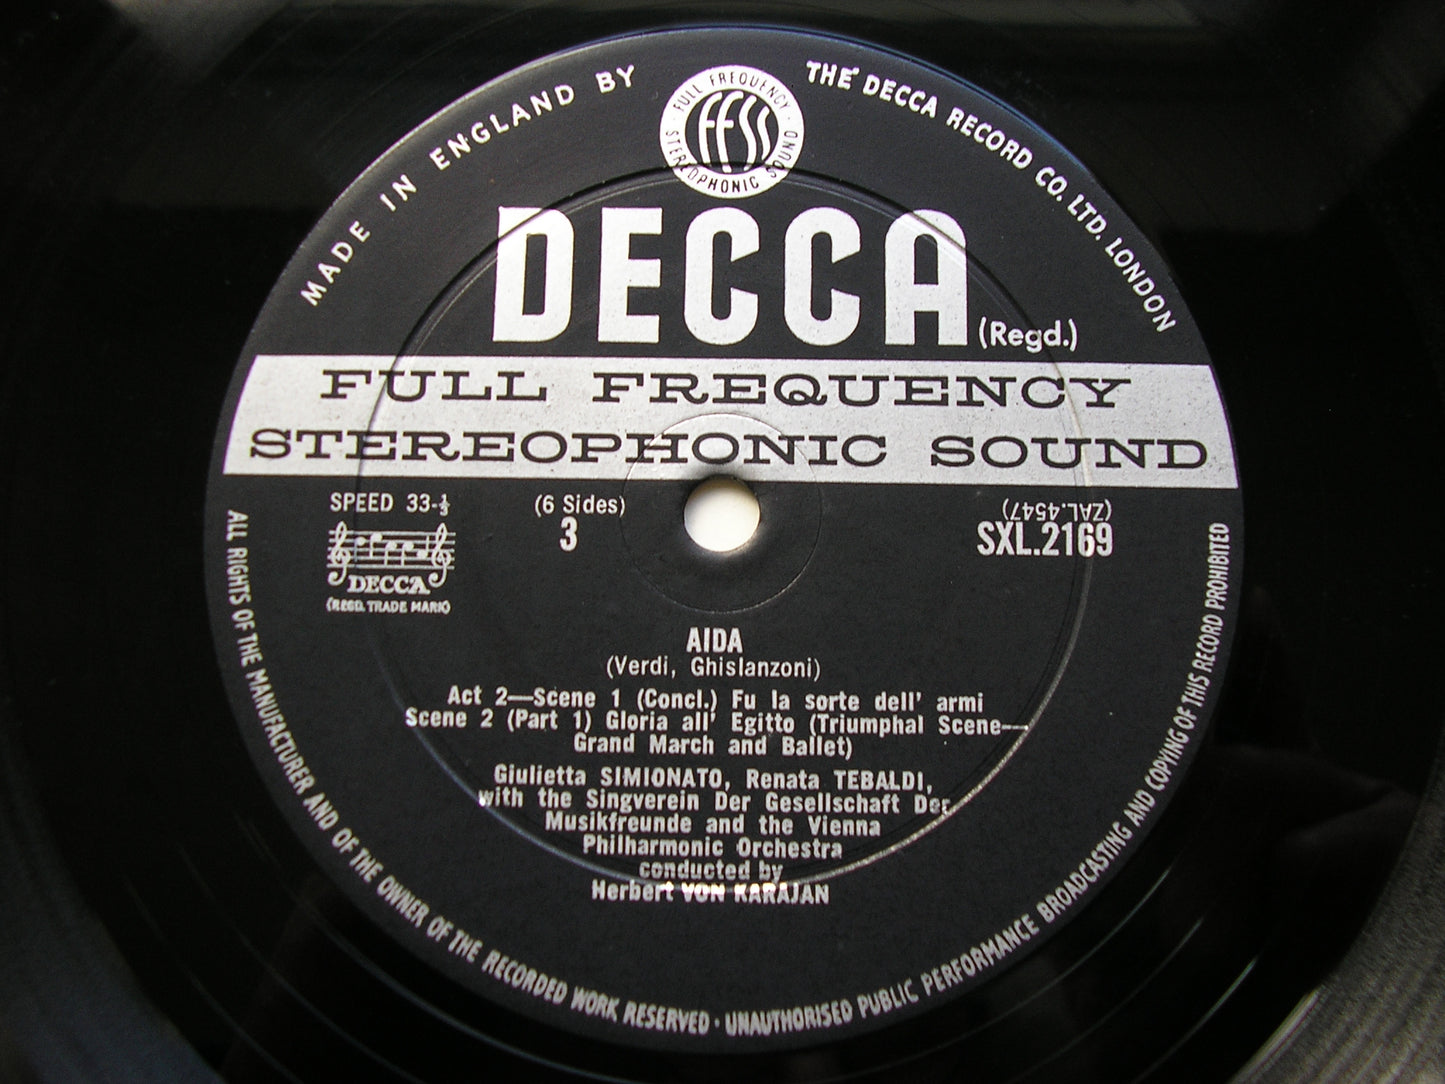 MADE IN ENGLAND BY
THE DECCA RECORD CO. LTD. LONDON
FULL FREQUENCY
STEREOPHONIC SOUND
FFSS
DECCA (Regd.)
FULL FREQUENCY
STEREOPHONIC SOUND
SPEED 33-⅓
(6 Sides)
3
(ZAL.4547)
SXL.2169
DECCA
(REGD. TRADE MARK)
AIDA
(Verdi, Ghislanzoni)
Act 2—Scene 1 (Concl.) Fu la sorte dell' armi
Scene 2 (Part 1) Gloria all' Egitto (Triumphal Scene—
Grand March and Ballet)
Giulietta SIMIONATO, Renata TEBALDI,
with the Singverein Der Gesellschaft Der
Musikfreunde and the Vienna
Philharmonic Orchestra
conducted by
Herbert VON KARAJAN
ALL RIGHTS OF THE MANUFACTURER AND OF THE OWNER OF THE RECORDED WORK RESERVED · UNAUTHORISED PUBLIC PERFORMANCE BROADCASTING AND COPYING OF THIS RECORD PROHIBITED